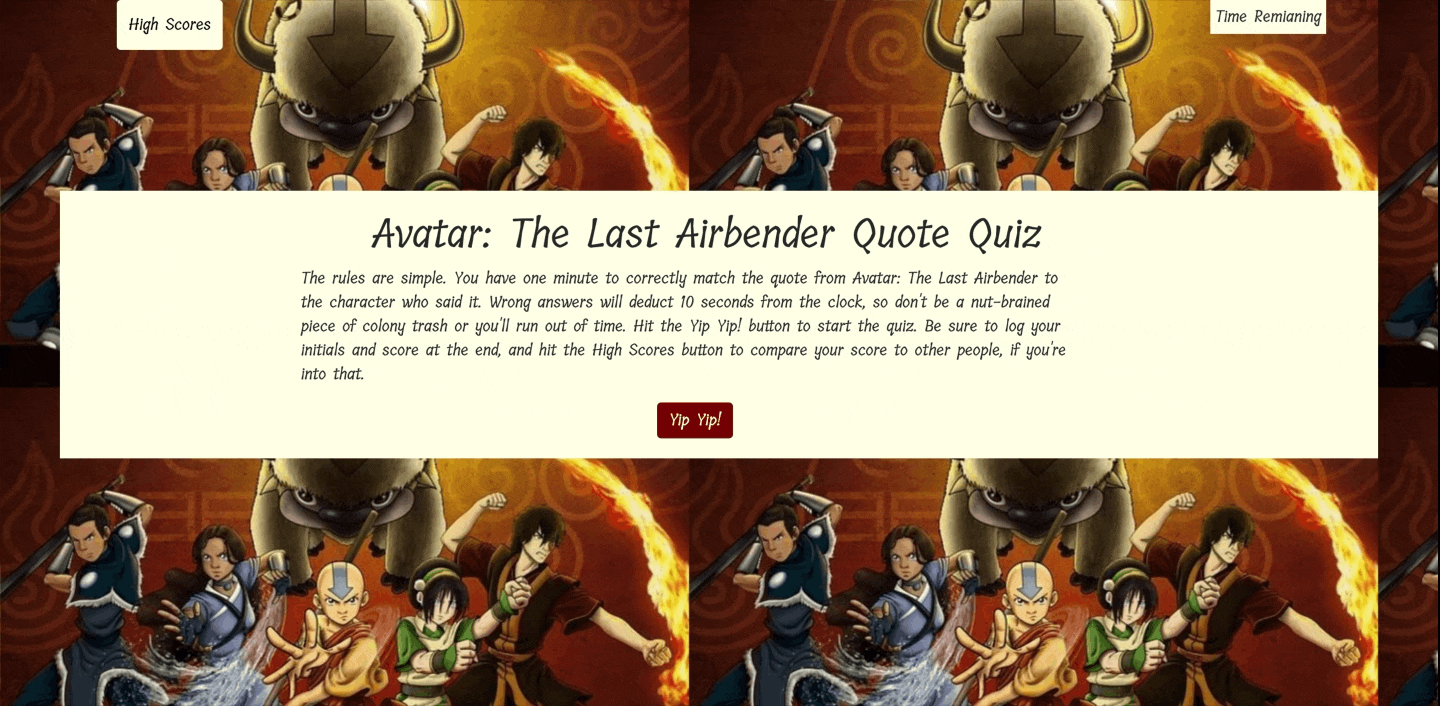 High Scores
Time Remianing
Avatar: The Last Airbender Quote Quiz
The rules are simple. You have one minute to correctly match the quote from Avatar: The Last Airbender to
the character who said it. Wrong answers will deduct 10 seconds from the clock, so don't be a nut-brained
piece of colony trash or you'll run out of time. Hit the Yip Yip! button to start the quiz. Be sure to log your
initials and score at the end, and hit the High Scores button to compare your score to other people, if you're
into that.
Yip Yip!